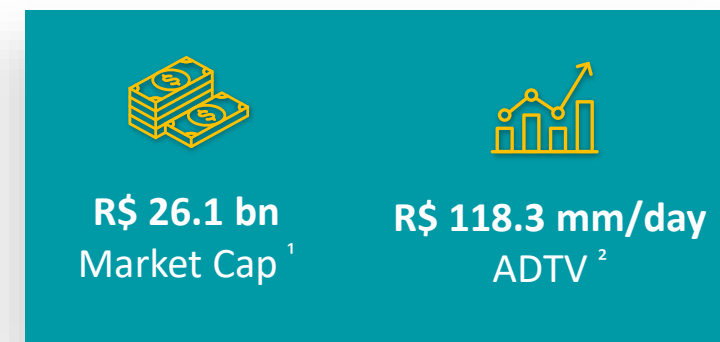 R$ 26.1 bn
Market Cap ¹
R$ 118.3 mm/day
ADTV ²